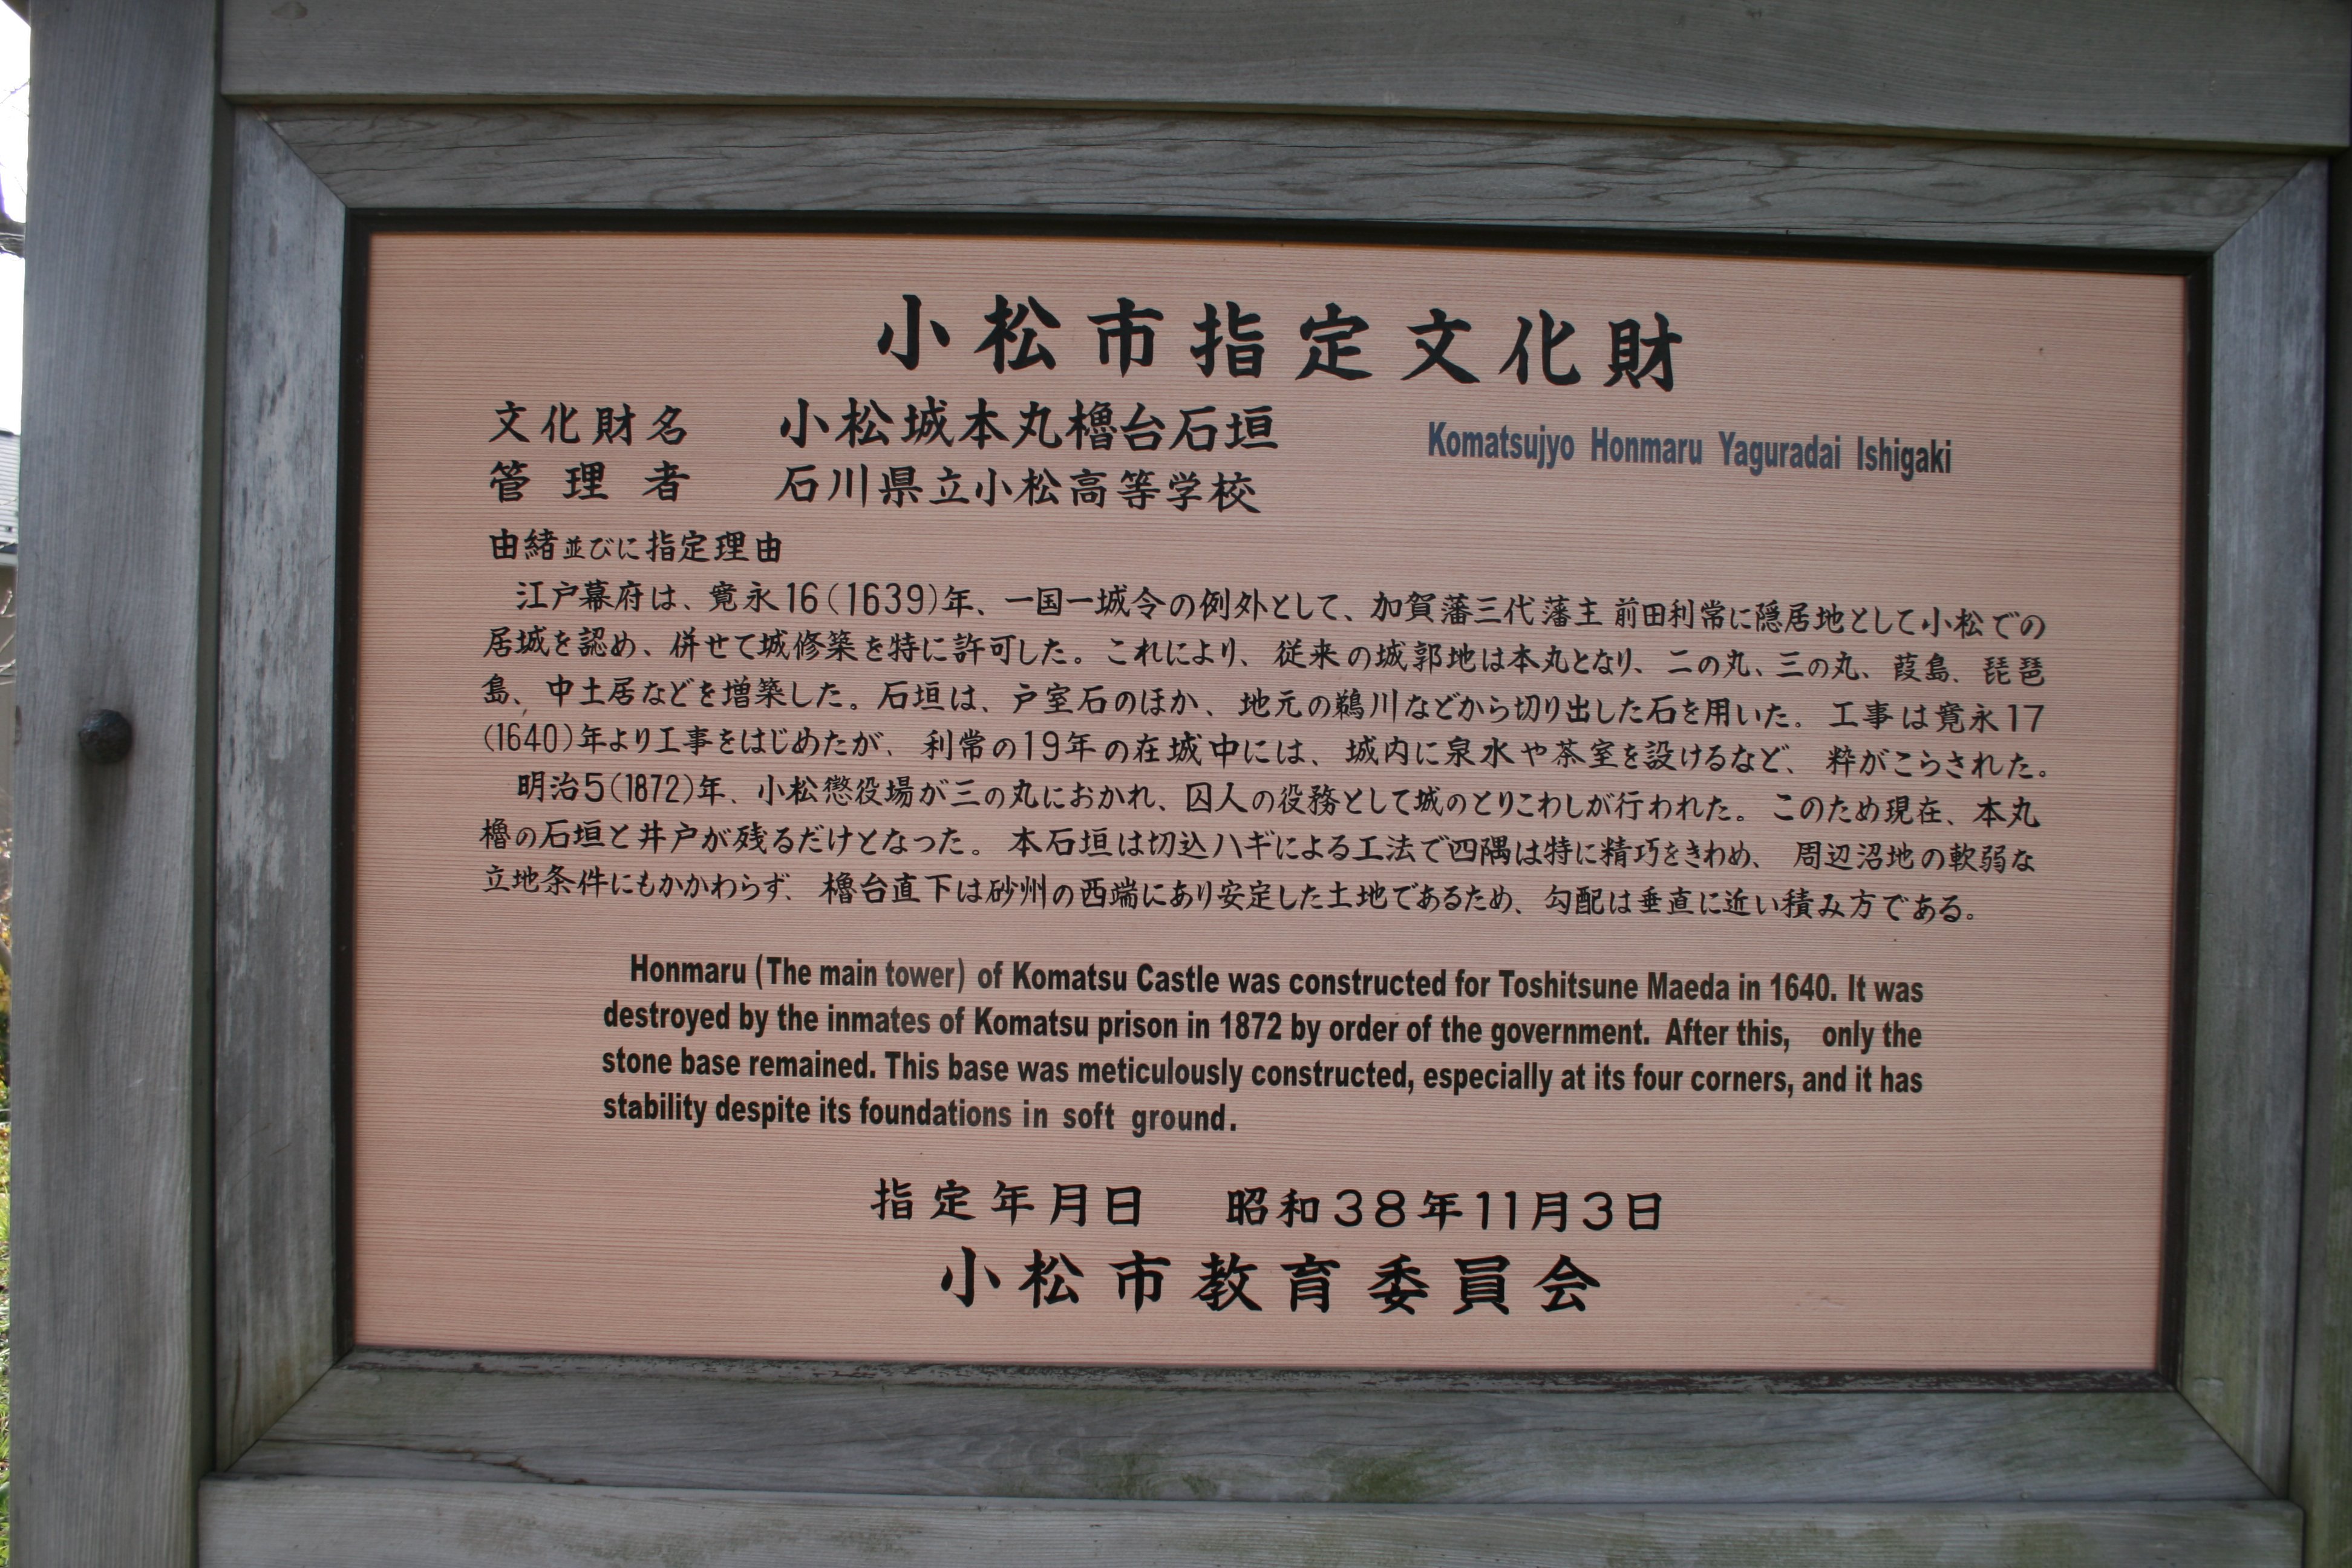 小松市指定文化財
文化財名 小松城本丸櫓台石垣 Komatsujyo Honmaru Yaguradai Ishigaki
管理者 石川県立小松高等学校
由緒並びに指定理由
江戸幕府は、寛永16(1639)年、一国一城令の例外として、加賀藩三代藩主 前田利常に隠居地として小松での
居城を認め、併せて城修築を特に許可した。これにより、従来の城郭地は本丸となり、二の丸、三の丸、葭島、琵琶
島、中土居などを増築した。石垣は、戸室石のほか、地元の鵜川などから切り出した石を用いた。工事は寛永17
(1640)年より工事をはじめたが、利常の19年の在城中には、城内に泉水や茶室を設けるなど、粋がこらされた。
明治5(1872)年、小松懲役場が三の丸におかれ、囚人の役務として城のとりこわしが行われた。このため現在、本丸
櫓の石垣と井戸が残るだけとなった。本石垣は切込ハギによる工法で四隅は特に精巧をきわめ、周辺沼地の軟弱な
立地条件にもかかわらず、櫓台直下は砂州の西端にあり安定した土地であるため、勾配は垂直に近い積み方である。
Honmaru (The main tower) of Komatsu Castle was constructed for Toshitsune Maeda in 1640. It was
destroyed by the inmates of Komatsu prison in 1872 by order of the government. After this, only the
stone base remained. This base was meticulously constructed, especially at its four corners, and it has
stability despite its foundations in soft ground.
指定年月日 昭和38年11月3日
小松市教育委員会